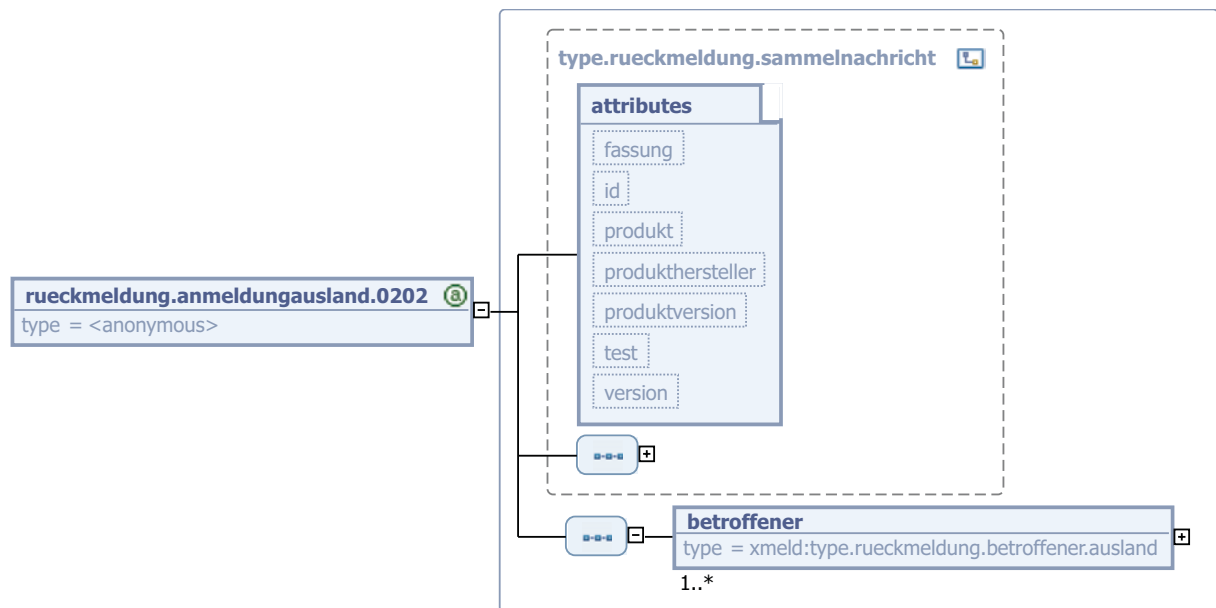 type.rueckmeldung.sammelnachricht
attributes
fassung
id
produkt
produkthersteller
produktversion
test
version
rueckmeldung.anmeldungausland.0202
type = <anonymous>
betroffener
type = xmeld:type.rueckmeldung.betroffener.ausland
1..*